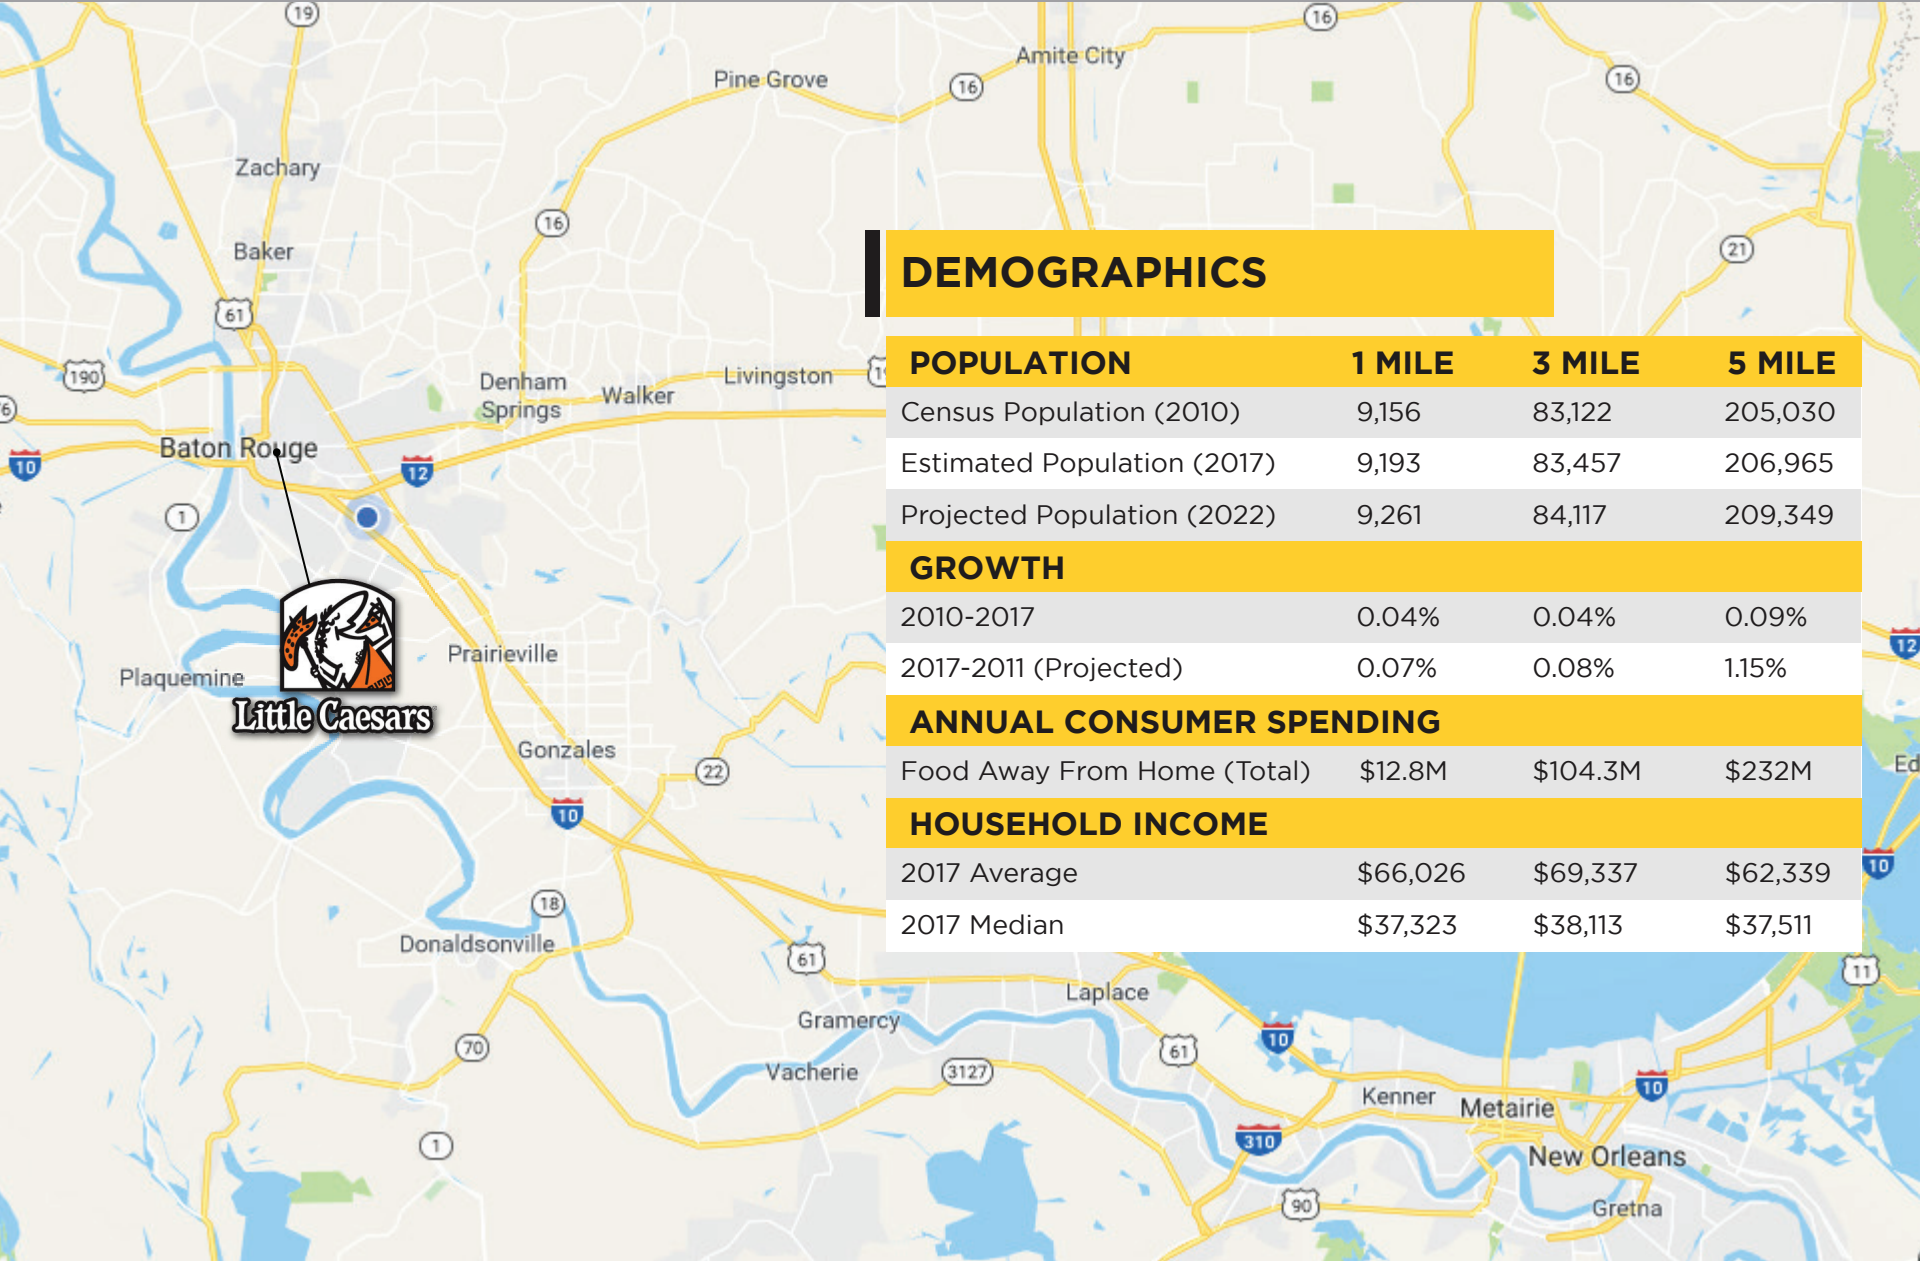 19
16
Amite City
Pine Grove
16
16
Zachary
16
Baker
21
61
DEMOGRAPHICS
190
Denham
Springs
Walker
Livingston
Baton Rouge
10
12
1
POPULATION 1 MILE 3 MILE 5 MILE
Census Population (2010) 9,156 83,122 205,030
Estimated Population (2017) 9,193 83,457 206,965
Projected Population (2022) 9,261 84,117 209,349
GROWTH
2010-2017 0.04% 0.04% 0.09%
2017-2011 (Projected) 0.07% 0.08% 1.15%
ANNUAL CONSUMER SPENDING
Food Away From Home (Total) $12.8M $104.3M $232M
HOUSEHOLD INCOME
2017 Average $66,026 $69,337 $62,339
2017 Median $37,323 $38,113 $37,511
12
Prairieville
Plaquemine
Little Caesars
Gonzales
22
Ed
10
10
18
Donaldsonville
61
11
Laplace
Gramercy
10
70
61
Vacherie
3127
Kenner
Metairie
10
1
310
New Orleans
90
Gretna